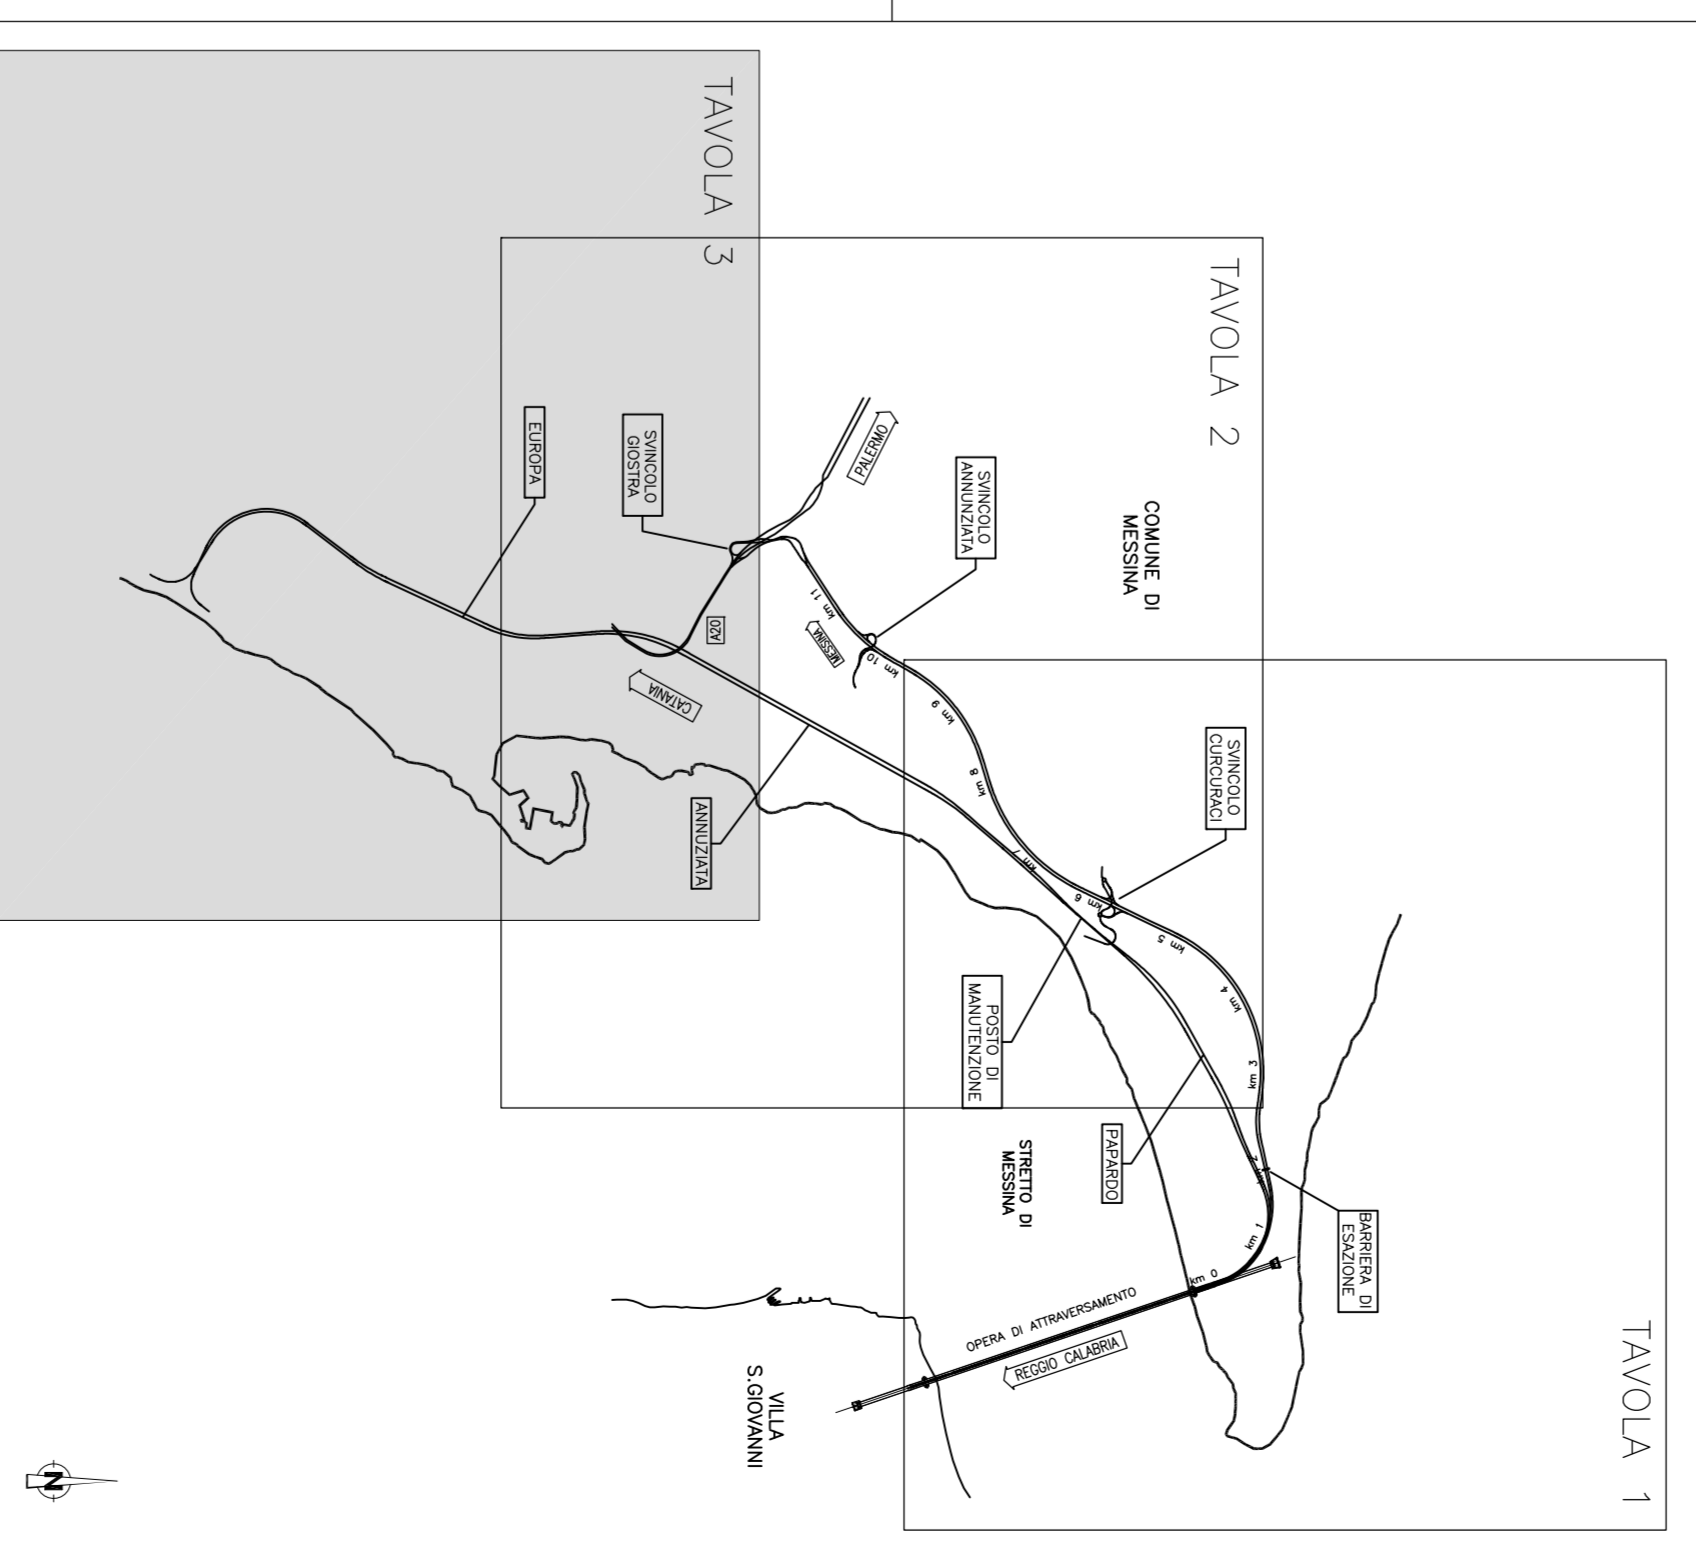 TAVOLA 3
TAVOLA 2
TAVOLA 1
EUROPA
SVINCOLO
GIOSTRA
PALERMO
SVINCOLO
ANNUNZIATA
COMUNE DI
MESSINA
A20
MESSINA
CATANIA
ANNUZIATA
SVINCOLO
CURCURACI
km 11
km 10
km 9
km 8
km 7
km 6
km 5
km 4
km 3
km 2
km 1
km 0
POSTO DI
MANUTENZIONE
PAPARDO
STRETTO DI
MESSINA
BARRIERA DI
ESAZIONE
OPERA DI ATTRAVERSAMENTO
REGGIO CALABRIA
VILLA
S.GIOVANNI
N